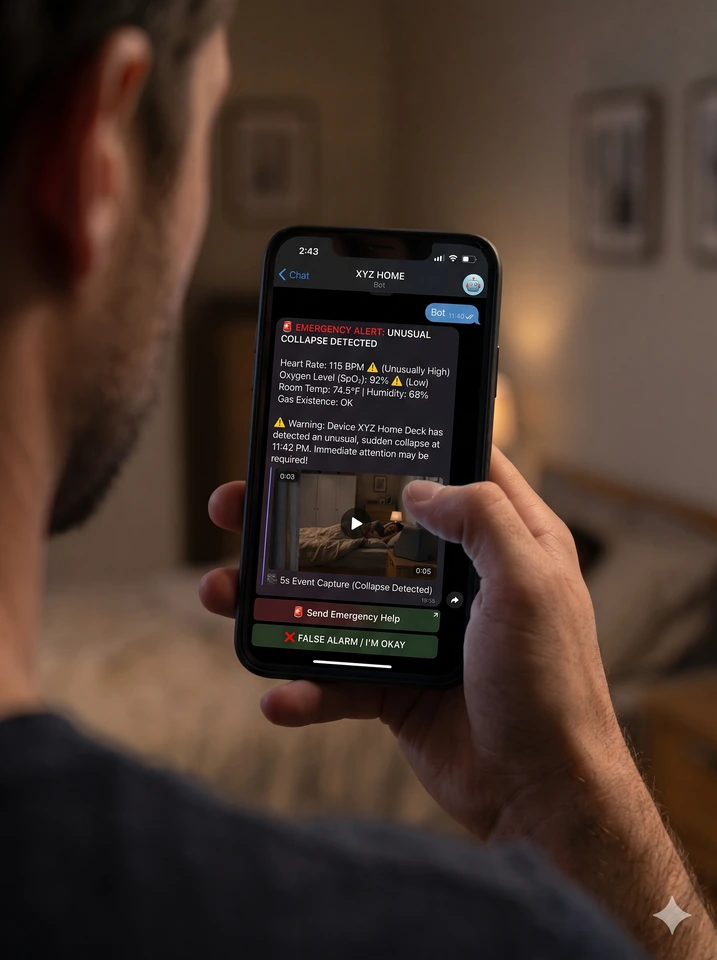 2:43
Chat
XYZ HOME
Bot
Bot 11:40
🚨 EMERGENCY ALERT: UNUSUAL
COLLAPSE DETECTED
Heart Rate: 115 BPM ⚠️ (Unusually High)
Oxygen Level (SpO₂): 92% ⚠️ (Low)
Room Temp: 74.5°F | Humidity: 68%
Gas Existence: OK
⚠️ Warning: Device XYZ Home Deck has
detected an unusual, sudden collapse at
11:42 PM. Immediate attention may be
required!
0:03
0:05
5s Event Capture (Collapse Detected)
🚨 Send Emergency Help
❌ FALSE ALARM / I'M OKAY